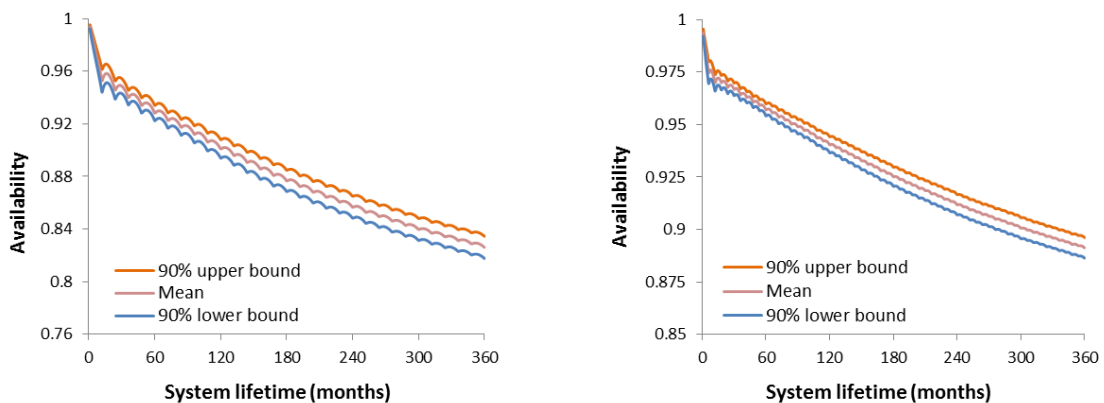 1
0.96
0.92
0.88
0.84
0.8
0.76
Availability
90% upper bound
Mean
90% lower bound
0 60 120 180 240 300 360
System lifetime (months)
1
0.975
0.95
0.925
0.9
0.875
0.85
Availability
90% upper bound
Mean
90% lower bound
0 60 120 180 240 300 360
System lifetime (months)